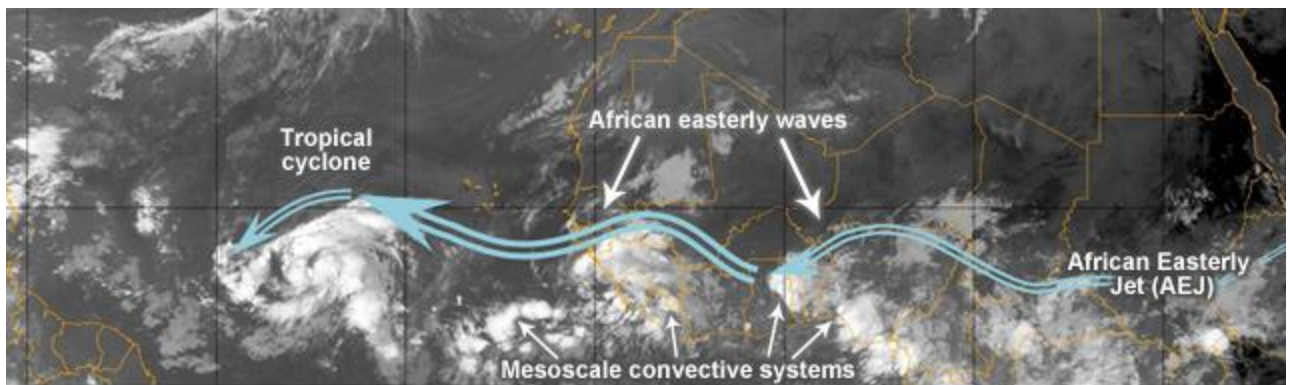 African easterly waves
Tropical
cyclone
African Easterly
Jet (AEJ)
Mesoscale convective systems